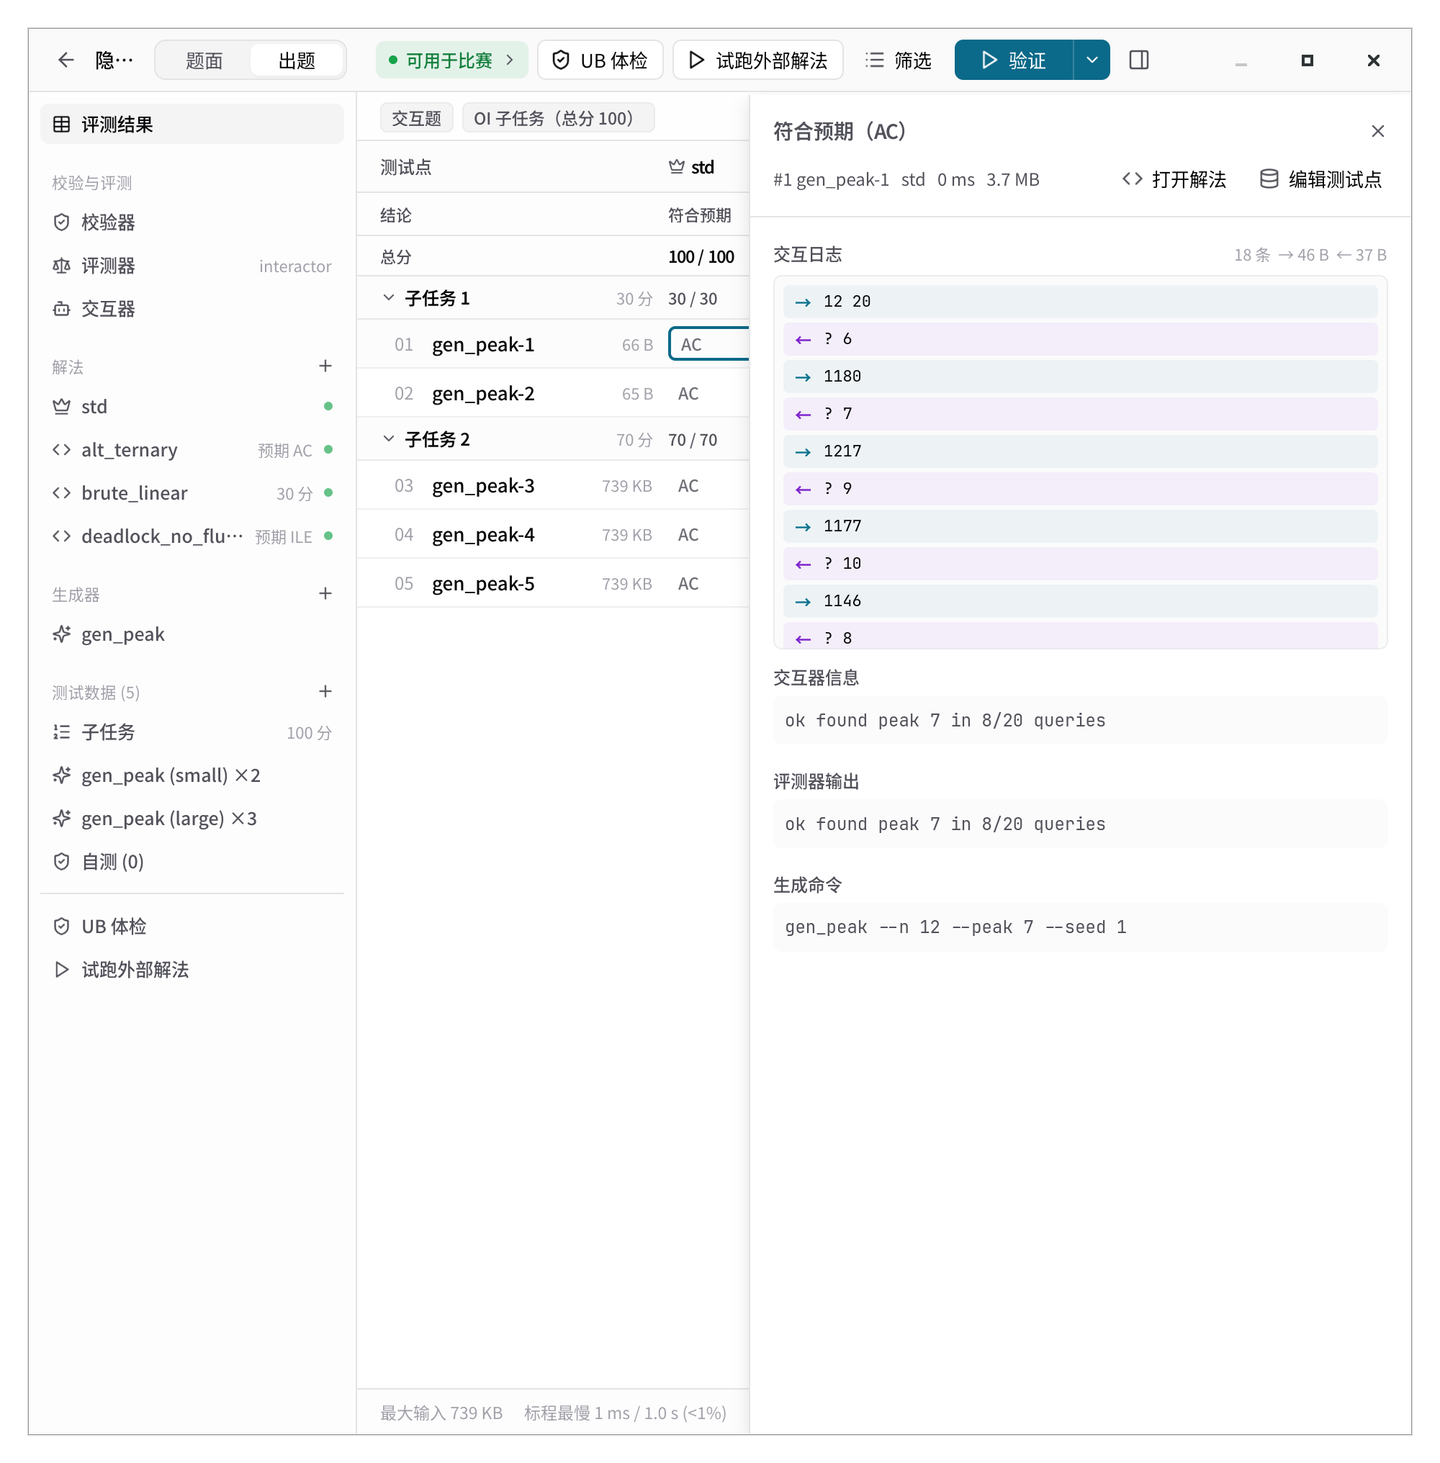 隐… 题面 出题 可用于比赛 UB 体检 试跑外部解法 筛选 验证
评测结果
校验与评测
校验器
评测器 interactor
交互器
解法
std
alt_ternary 预期 AC
brute_linear 30 分
deadlock_no_flu… 预期 ILE
生成器
gen_peak
测试数据 (5)
子任务 100 分
gen_peak (small) ×2
gen_peak (large) ×3
自测 (0)
UB 体检
试跑外部解法
交互题 OI 子任务（总分 100）
测试点 std
结论 符合预期
总分 100 / 100
子任务 1 30 分 30 / 30
01 gen_peak-1 66 B AC
02 gen_peak-2 65 B AC
子任务 2 70 分 70 / 70
03 gen_peak-3 739 KB AC
04 gen_peak-4 739 KB AC
05 gen_peak-5 739 KB AC
最大输入 739 KB 标程最慢 1 ms / 1.0 s (<1%)
符合预期（AC）
#1 gen_peak-1 std 0 ms 3.7 MB 打开解法 编辑测试点
交互日志 18 条 → 46 B ← 37 B
→ 12 20
← ? 6
→ 1180
← ? 7
→ 1217
← ? 9
→ 1177
← ? 10
→ 1146
← ? 8
交互器信息
ok found peak 7 in 8/20 queries
评测器输出
ok found peak 7 in 8/20 queries
生成命令
gen_peak --n 12 --peak 7 --seed 1